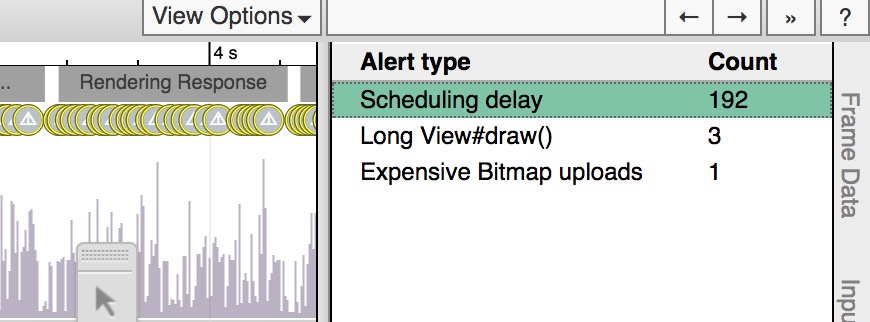 View Options
← → » ?
4 s
..
Rendering Response
Alert type Count
Scheduling delay 192
Long View#draw() 3
Expensive Bitmap uploads 1
Frame Data
Inpu